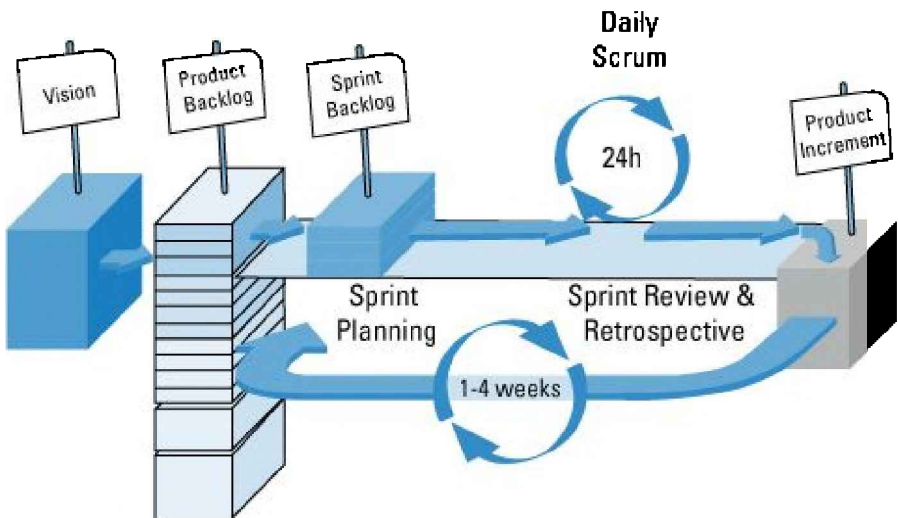 Daily
Scrum
Vision
Product
Backlog
Sprint
Backlog
24h
Product
Increment
Sprint
Planning
Sprint Review &
Retrospective
1-4 weeks